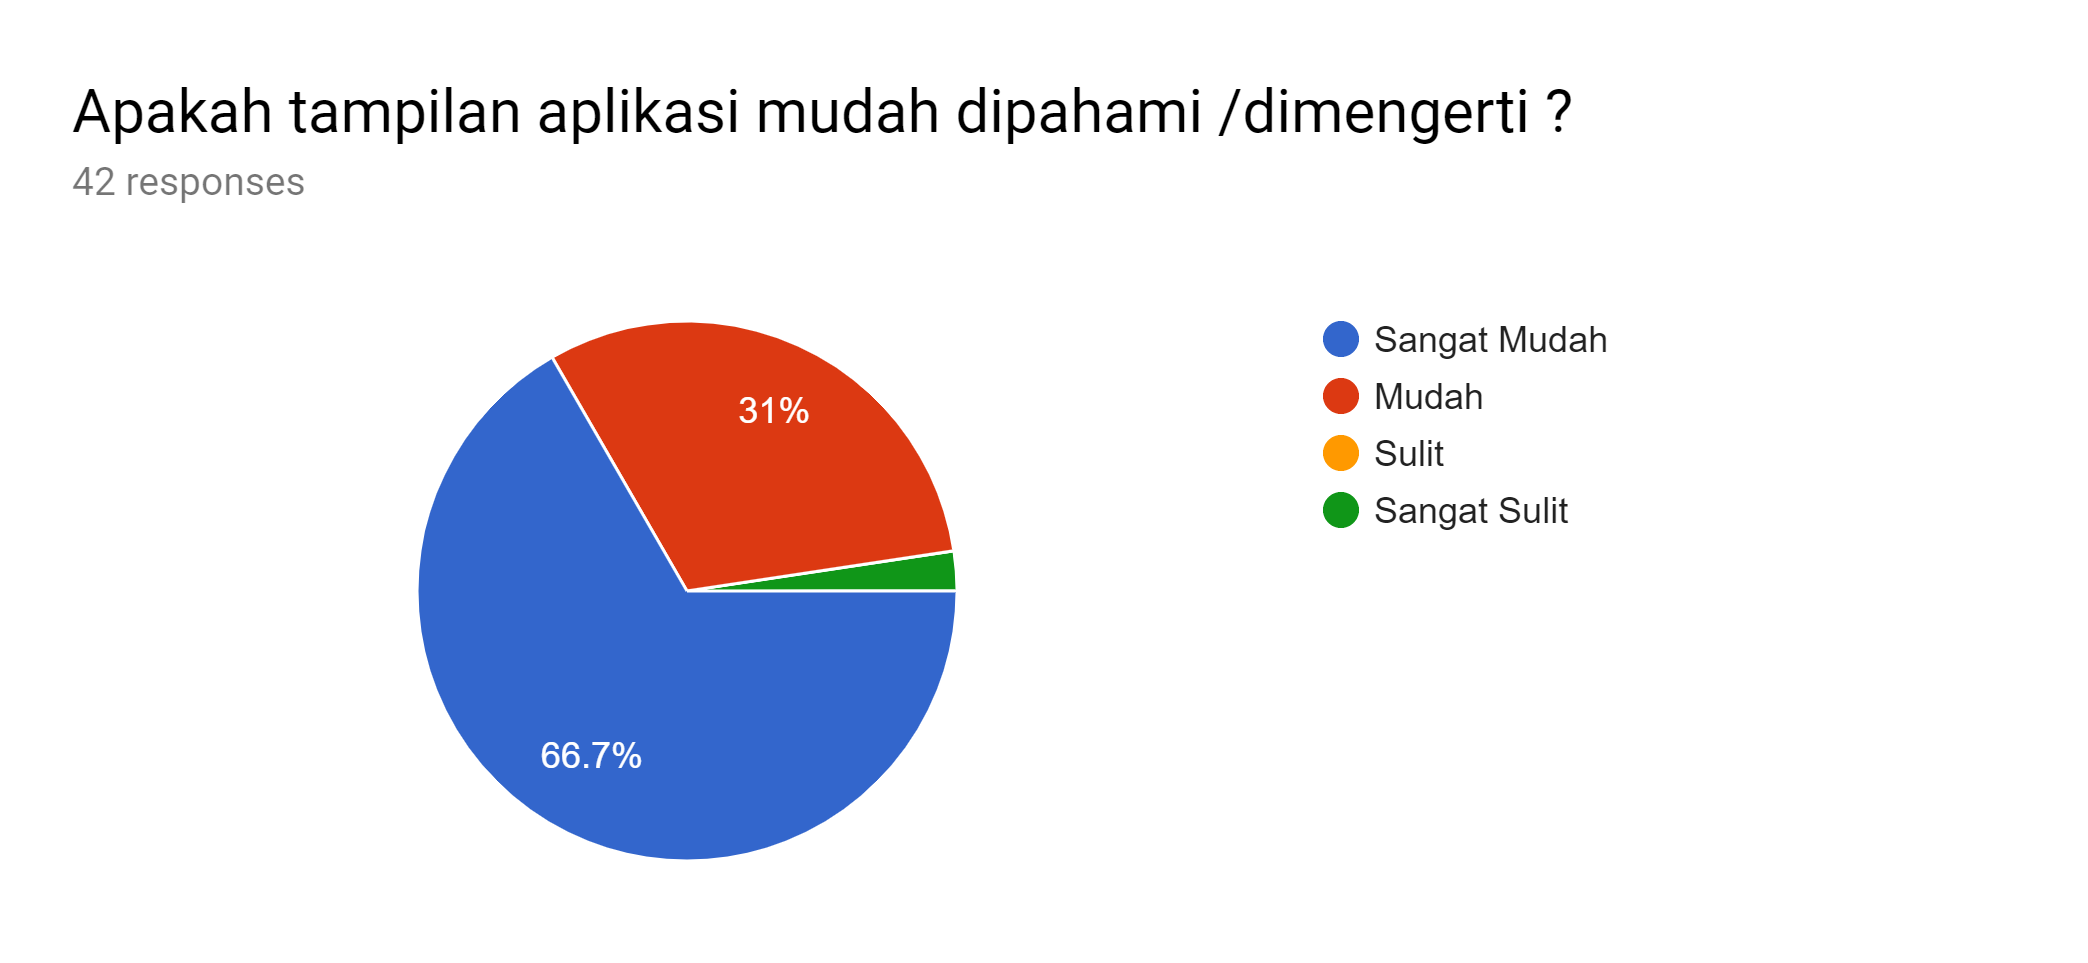 Apakah tampilan aplikasi mudah dipahami /dimengerti ?
42 responses
31%
66.7%
Sangat Mudah
Mudah
Sulit
Sangat Sulit